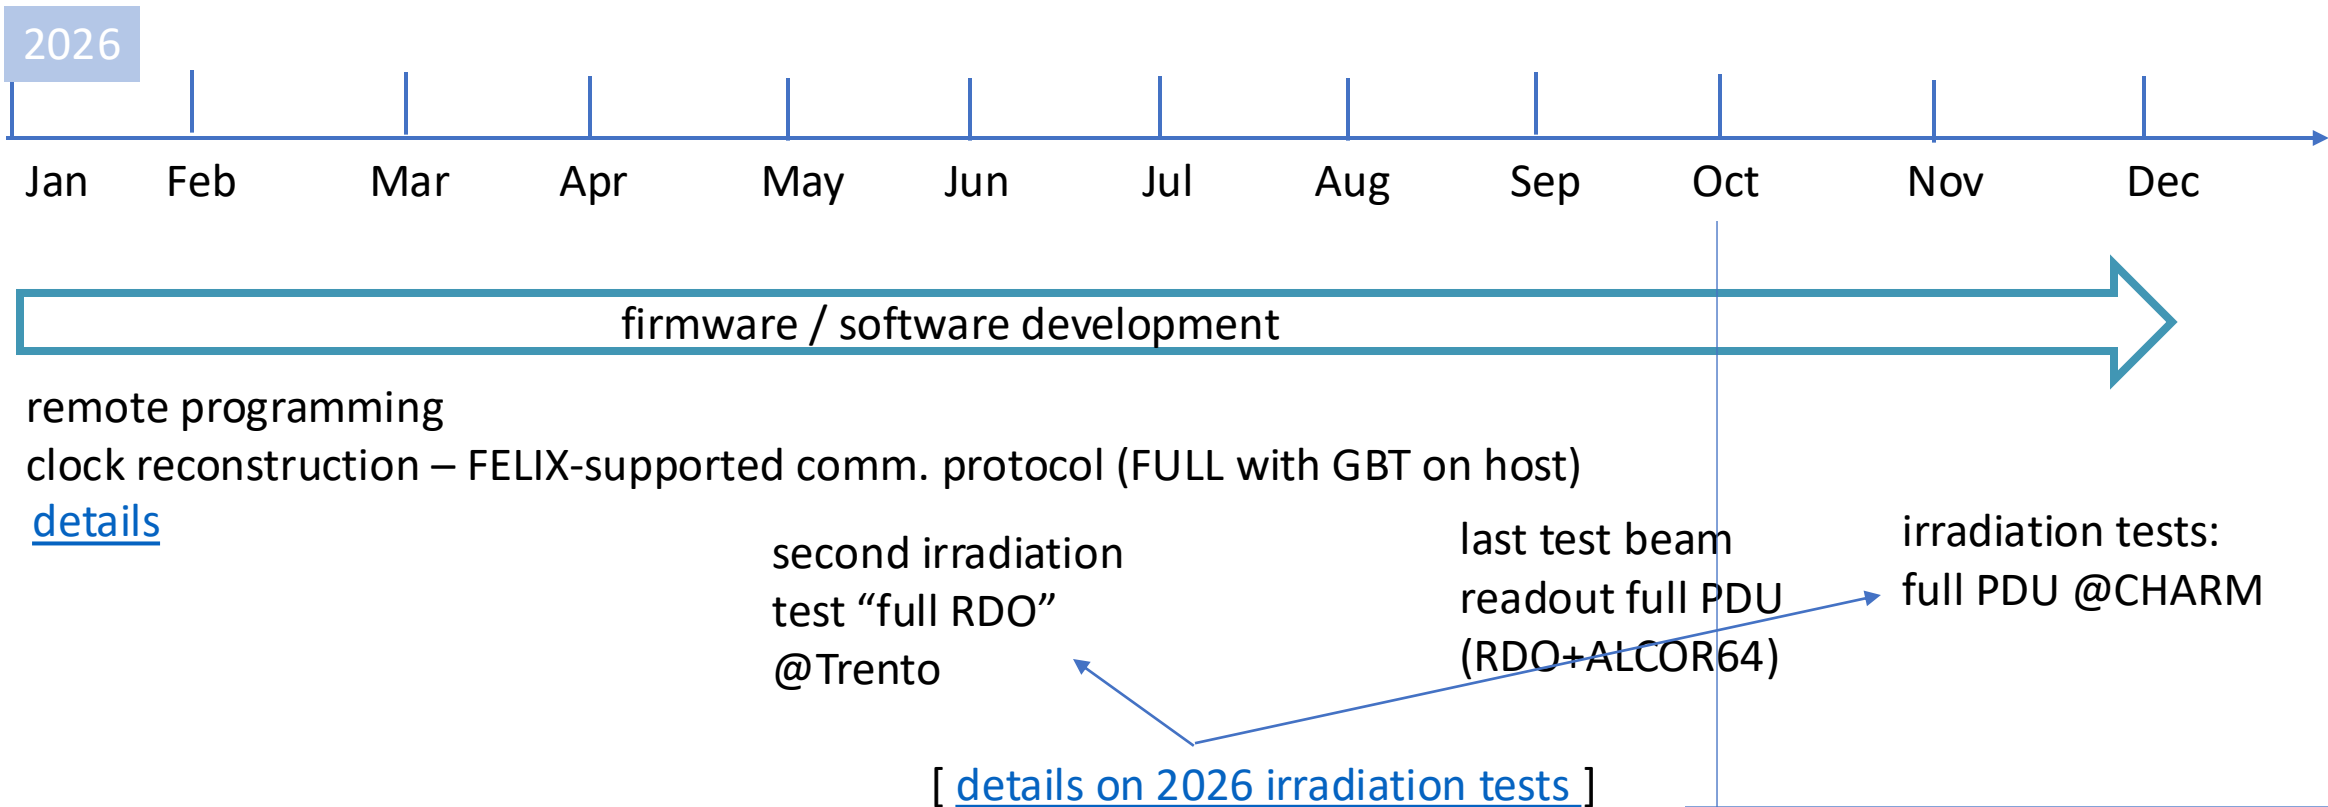 2026
Jan Feb Mar Apr May Jun Jul Aug Sep Oct Nov Dec
firmware / software development
remote programming
clock reconstruction – FELIX-supported comm. protocol (FULL with GBT on host)
details
second irradiation
test “full RDO”
@Trento
last test beam
readout full PDU
(RDO+ALCOR64)
irradiation tests:
full PDU @CHARM
[ details on 2026 irradiation tests ]